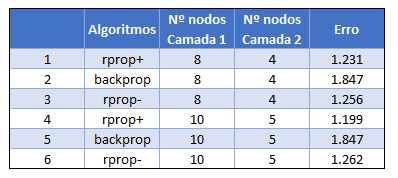 Algoritmos Nº nodos Camada 1 Nº nodos Camada 2 Erro
1 rprop+ 8 4 1.231
2 backprop 8 4 1.847
3 rprop- 8 4 1.256
4 rprop+ 10 5 1.199
5 backprop 10 5 1.847
6 rprop- 10 5 1.262